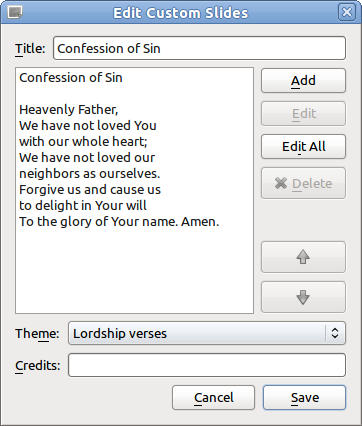 Edit Custom Slides
Title: Confession of Sin
Confession of Sin
Heavenly Father,
We have not loved You
with our whole heart;
We have not loved our
neighbors as ourselves.
Forgive us and cause us
to delight in Your will
To the glory of Your name. Amen.
Add
Edit
Edit All
Delete
Theme: Lordship verses
Credits:
Cancel
Save